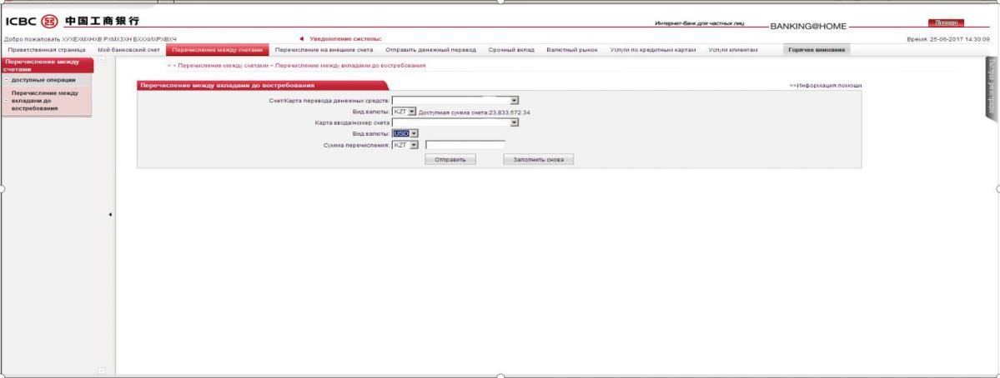 ICBC 中国工商银行
Интернет-банк для частных лиц
BANKING@HOME
Добро пожаловать ХУХЕХМХНХВ РХМХЗХН БХХХИХРХВХЧ
Уведомление системы:
Время: 25-06-2017 14:30:09
Приветственная страница Мой банковский счет Перечисление между счетами Перечисление на внешние счета Отправить денежный перевод Срочный вклад Валютный рынок Услуги по кредитным картам Услуги клиентам Горячее внимание
Перечисление между счетами
доступные операции
Перечисление между вкладами до востребования
> > Перечисление между счетами > Перечисление между вкладами до востребования
Перечисление между вкладами до востребования
>>Информация помощи
Счет/Карта перевода денежных средств:
Вид валюты: KZT Доступная сумма счета:23,833,572.34
Карта ввода/номер счета
Вид валюты: USD
Сумма перечисления: KZT
Отправить Заполнить снова